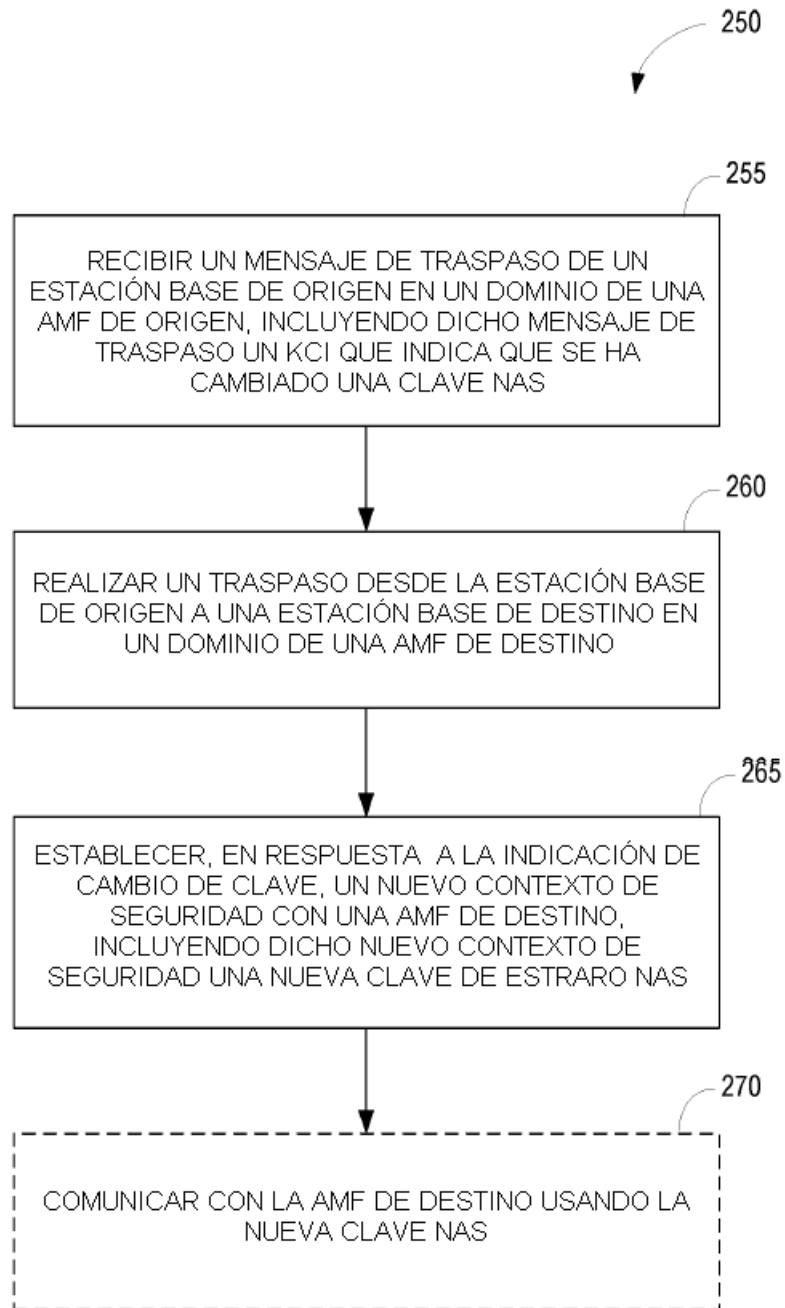 250
255
RECIBIR UN MENSAJE DE TRASPASO DE UN
ESTACIÓN BASE DE ORIGEN EN UN DOMINIO DE UNA
AMF DE ORIGEN, INCLUYENDO DICHO MENSAJE DE
TRASPASO UN KCI QUE INDICA QUE SE HA
CAMBIADO UNA CLAVE NAS
260
REALIZAR UN TRASPASO DESDE LA ESTACIÓN BASE
DE ORIGEN A UNA ESTACIÓN BASE DE DESTINO EN
UN DOMINIO DE UNA AMF DE DESTINO
265
ESTABLECER, EN RESPUESTA A LA INDICACIÓN DE
CAMBIO DE CLAVE, UN NUEVO CONTEXTO DE
SEGURIDAD CON UNA AMF DE DESTINO,
INCLUYENDO DICHO NUEVO CONTEXTO DE
SEGURIDAD UNA NUEVA CLAVE DE ESTRARO NAS
270
COMUNICAR CON LA AMF DE DESTINO USANDO LA
NUEVA CLAVE NAS